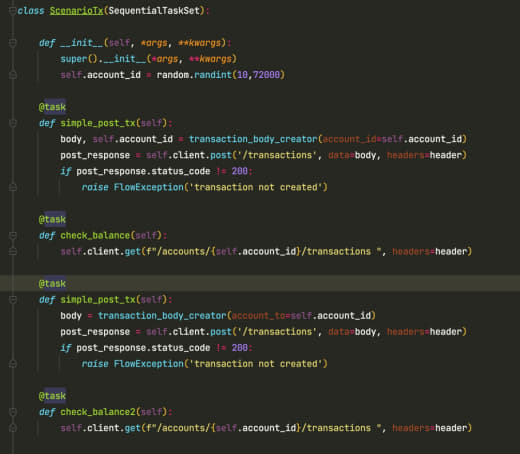 class ScenarioTx(SequentialTaskSet):
def __init__(self, *args, **kwargs):
super().__init__(*args, **kwargs)
self.account_id = random.randint(10,72000)
@task
def simple_post_tx(self):
body, self.account_id = transaction_body_creator(account_id=self.account_id)
post_response = self.client.post('/transactions', data=body, headers=header)
if post_response.status_code != 200:
raise FlowException('transaction not created')
@task
def check_balance(self):
self.client.get(f"/accounts/{self.account_id}/transactions ", headers=header)
@task
def simple_post_tx(self):
body = transaction_body_creator(account_to=self.account_id)
post_response = self.client.post('/transactions', data=body, headers=header)
if post_response.status_code != 200:
raise FlowException('transaction not created')
@task
def check_balance2(self):
self.client.get(f"/accounts/{self.account_id}/transactions ", headers=header)